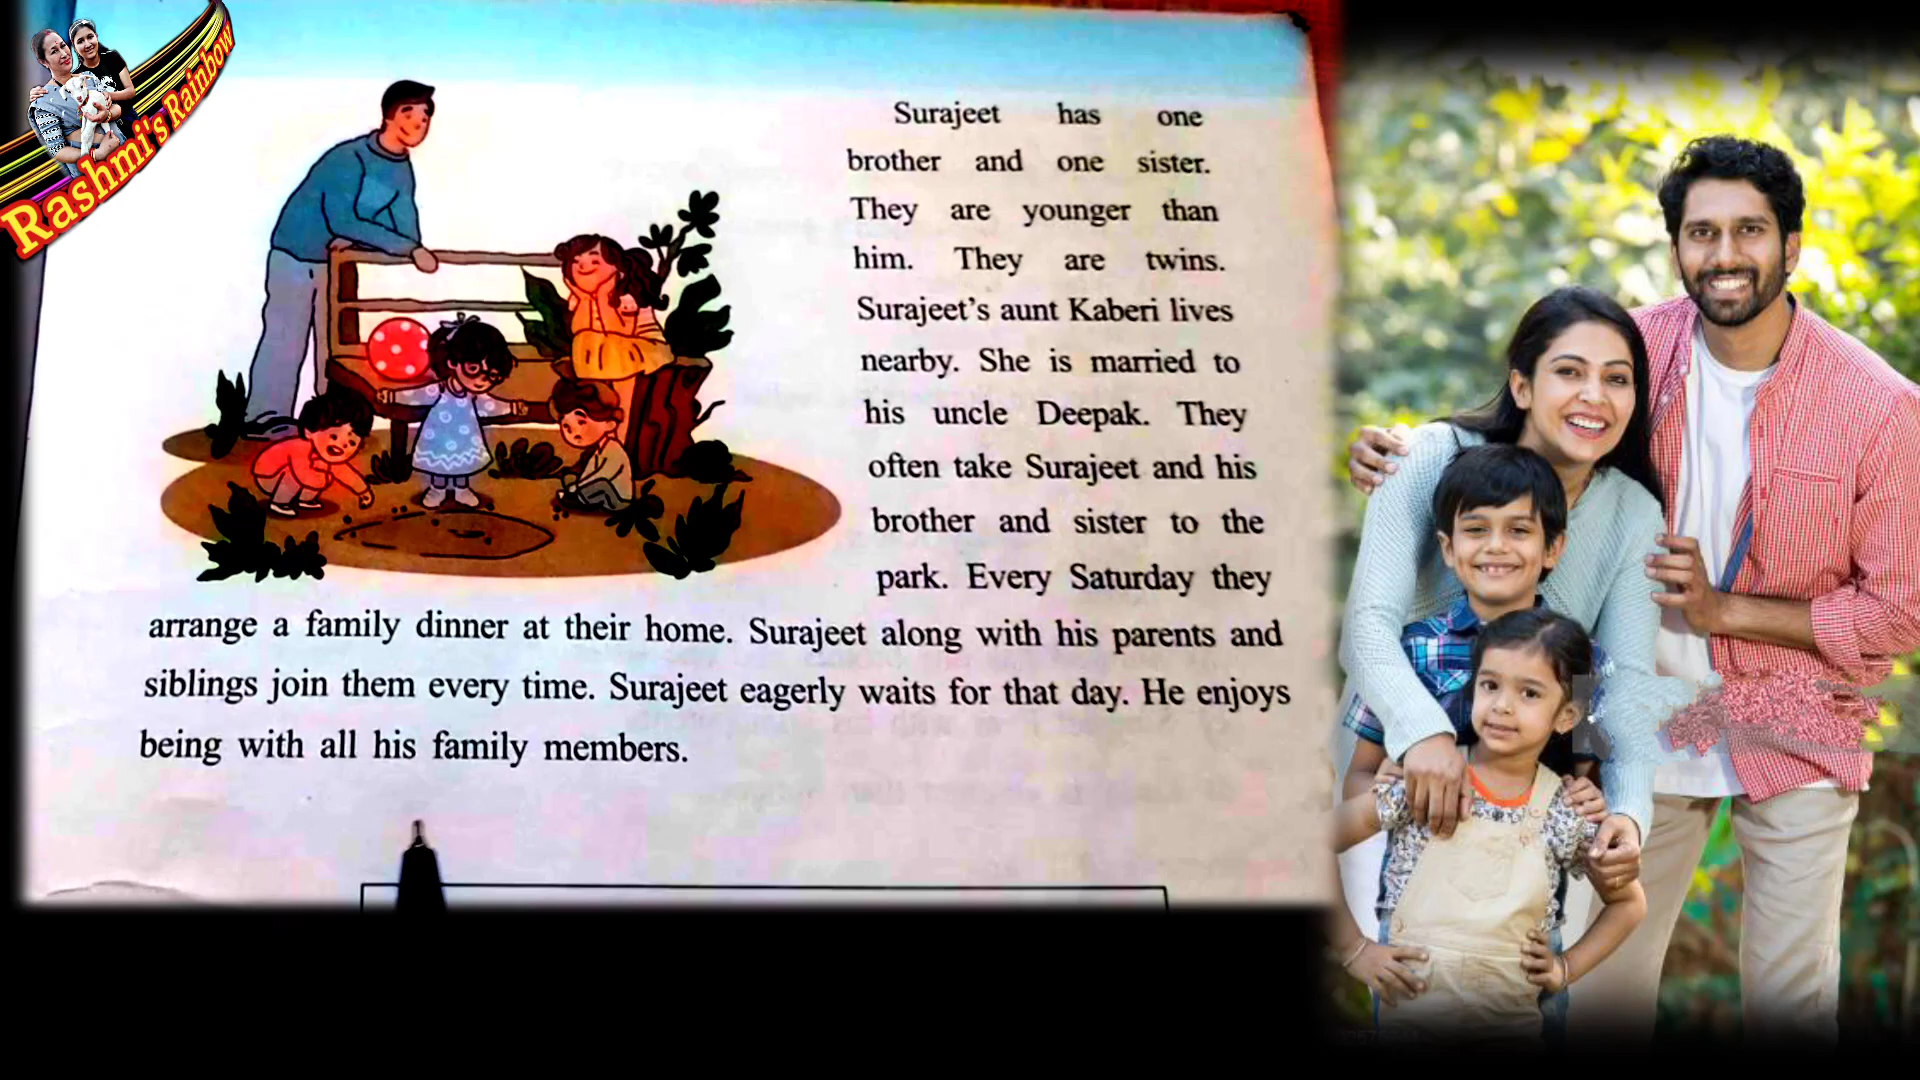 Rashmi's Rainbow
Surajeet has one
brother and one sister.
They are younger than
him. They are twins.
Surajeet's aunt Kaberi lives
nearby. She is married to
his uncle Deepak. They
often take Surajeet and his
brother and sister to the
park. Every Saturday they
arrange a family dinner at their home. Surajeet along with his parents and
siblings join them every time. Surajeet eagerly waits for that day. He enjoys
being with all his family members.